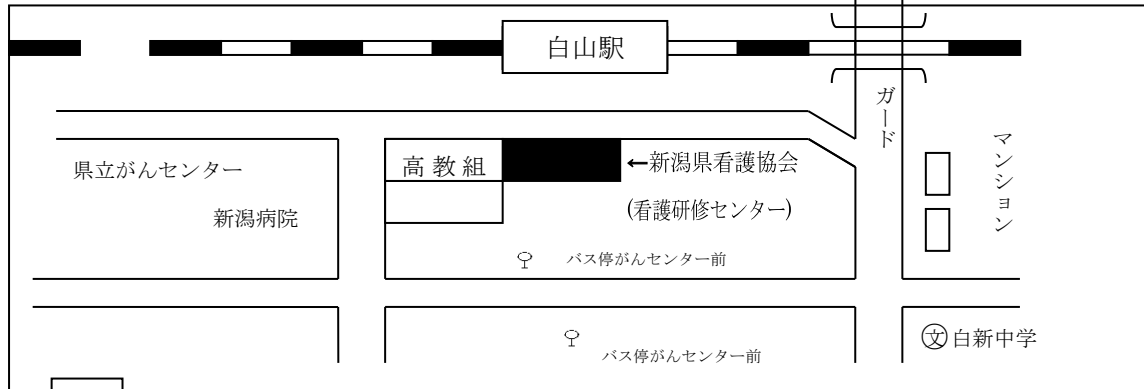 白山駅
ガード
マンション
県立がんセンター
新潟病院
高教組
←新潟県看護協会
(看護研修センター)
バス停がんセンター前
バス停がんセンター前
文 白新中学